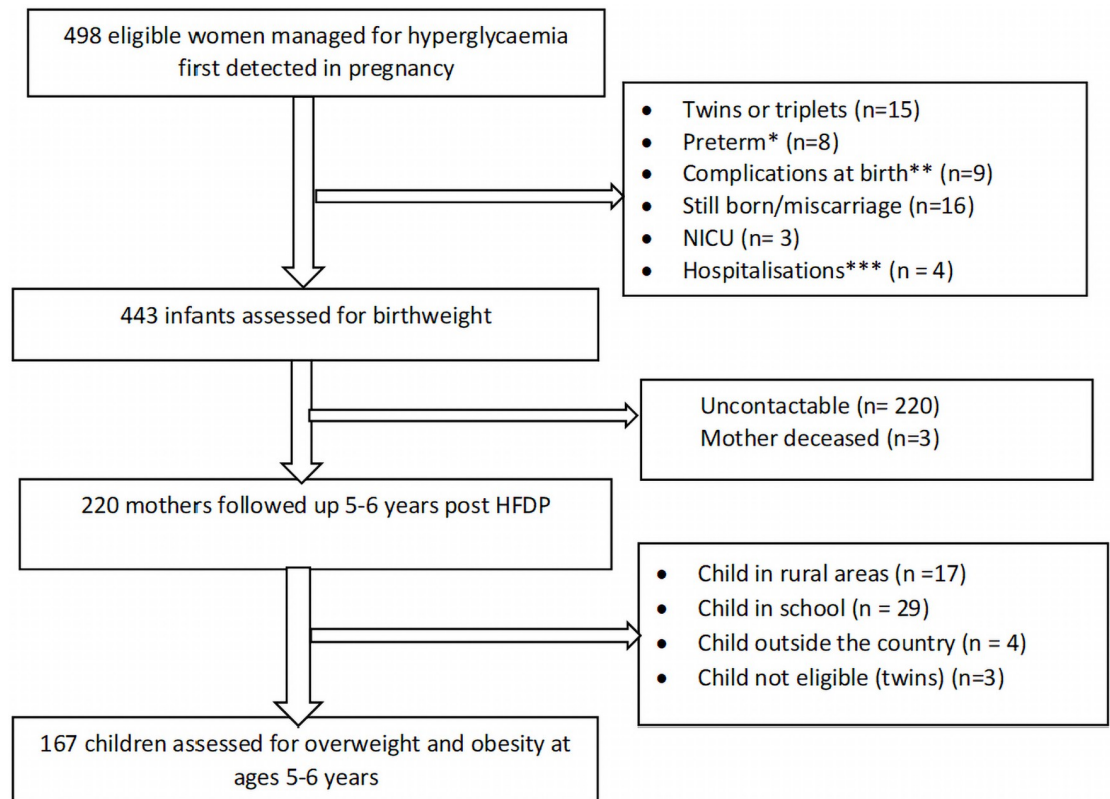 498 eligible women managed for hyperglycaemia
first detected in pregnancy
• Twins or triplets (n=15)
• Preterm* (n=8)
• Complications at birth** (n=9)
• Still born/miscarriage (n=16)
• NICU (n= 3)
• Hospitalisations*** (n = 4)
443 infants assessed for birthweight
Uncontactable (n= 220)
Mother deceased (n=3)
220 mothers followed up 5-6 years post HFDP
• Child in rural areas (n =17)
• Child in school (n = 29)
• Child outside the country (n = 4)
• Child not eligible (twins) (n=3)
167 children assessed for overweight and obesity at
ages 5-6 years